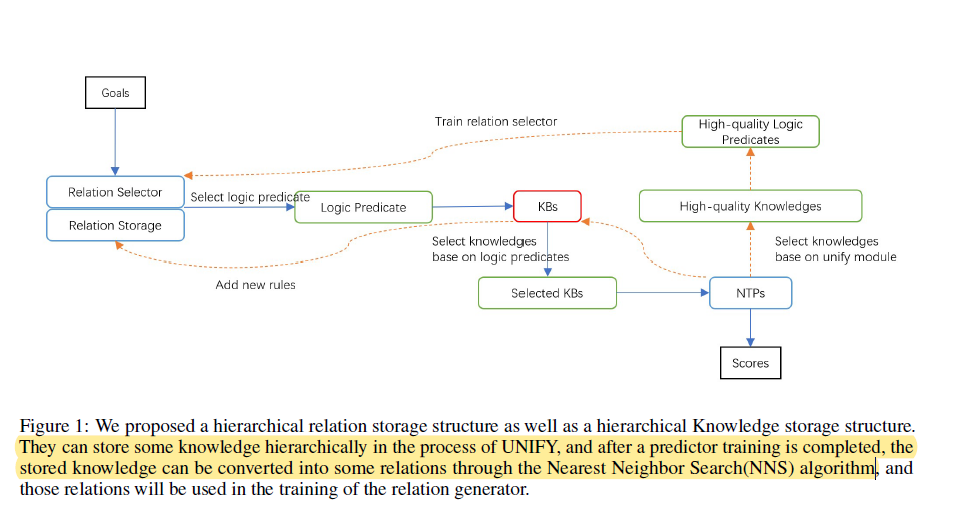 Goals
High-quality Logic
Predicates
Train relation selector
Relation Selector
Select logic predicate
Logic Predicate
KBs
High-quality Knowledges
Relation Storage
Select knowledges
base on logic predicates
Select knowledges
base on unify module
Add new rules
Selected KBs
NTPs
Scores
Figure 1: We proposed a hierarchical relation storage structure as well as a hierarchical Knowledge storage structure.
They can store some knowledge hierarchically in the process of UNIFY, and after a predictor training is completed, the
stored knowledge can be converted into some relations through the Nearest Neighbor Search(NNS) algorithm, and
those relations will be used in the training of the relation generator.